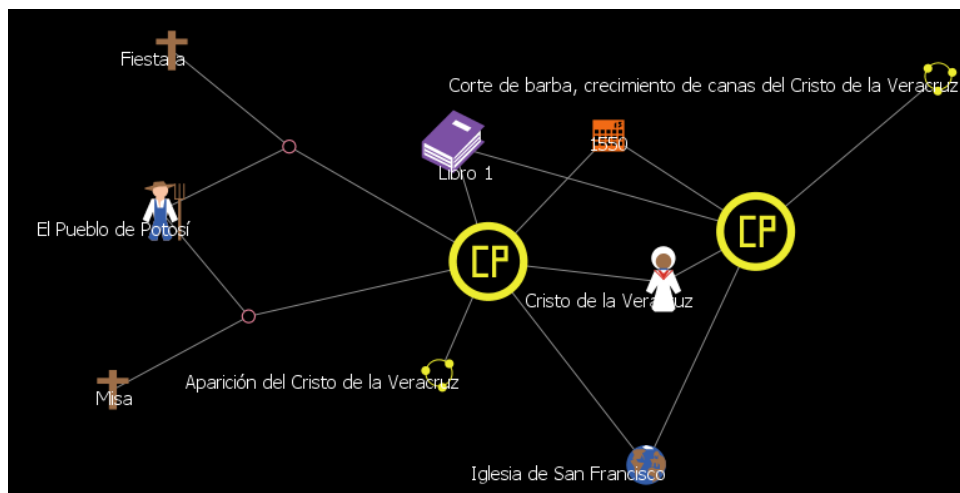 Fiesta a
Corte de barba, crecimiento de canas del Cristo de la Veracruz
1550
Libro 1
El Pueblo de Potosí
CP
CP
Cristo de la Veracruz
Aparición del Cristo de la Veracruz
Misa
Iglesia de San Francisco